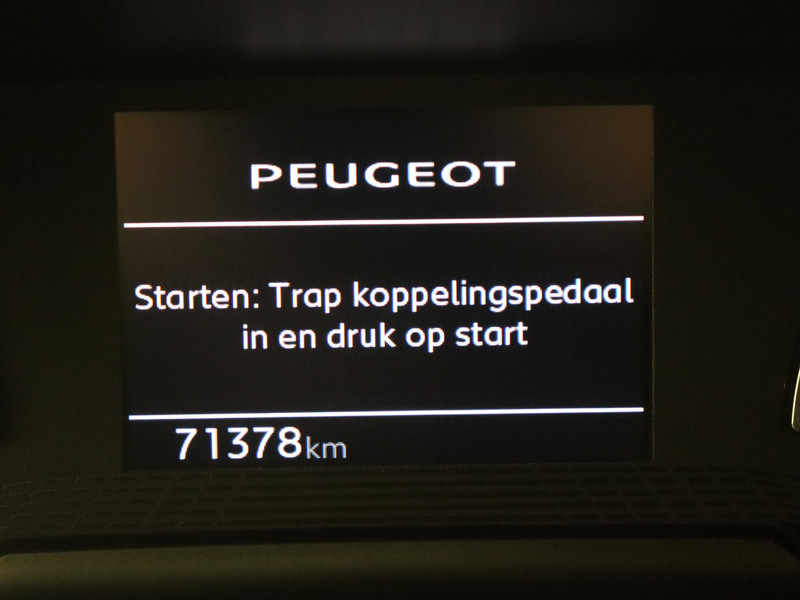 PEUGEOT
Starten: Trap koppelingspedaal
in en druk op start
71378km